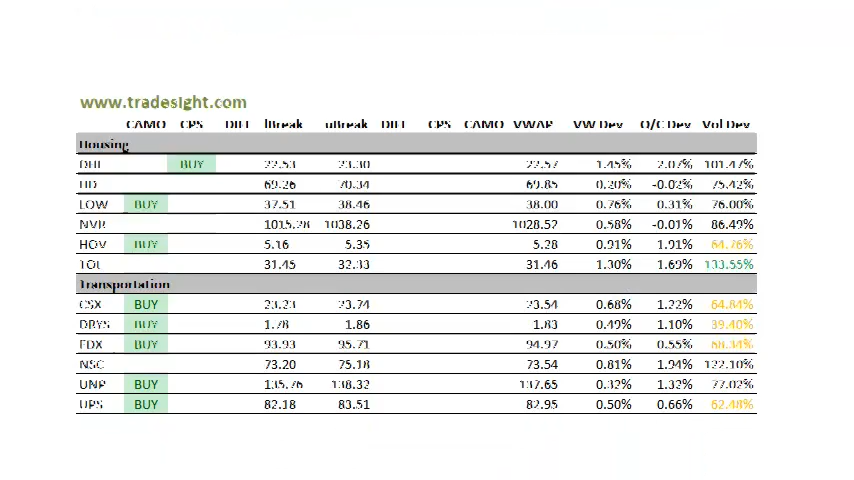 www.tradesight.com
CAMO CPS DIFF lBreak uBreak DIFF CPS CAMO VWAP VW Dev O/C Dev Vol Dev
Housing
DHI BUY 22.53 23.30 22.57 1.45% 2.07% 101.47%
HD 69.26 70.34 69.85 0.20% -0.02% 75.42%
LOW BUY 37.51 38.46 38.00 0.76% 0.31% 76.00%
NVR 1015.28 1038.26 1028.52 0.58% -0.01% 86.49%
HOV BUY 5.16 5.35 5.28 0.91% 1.91% 64.76%
TOL 31.45 32.33 31.46 1.30% 1.69% 133.55%
Transportation
CSX BUY 23.23 23.74 23.54 0.68% 1.22% 64.84%
DRYS BUY 1.78 1.86 1.83 0.49% 1.10% 39.40%
FDX BUY 93.93 95.71 94.97 0.50% 0.55% 68.34%
NSC 73.20 75.18 73.54 0.81% 1.94% 122.10%
UNP BUY 135.76 138.32 137.65 0.32% 1.32% 77.02%
UPS BUY 82.18 83.51 82.95 0.50% 0.66% 62.48%